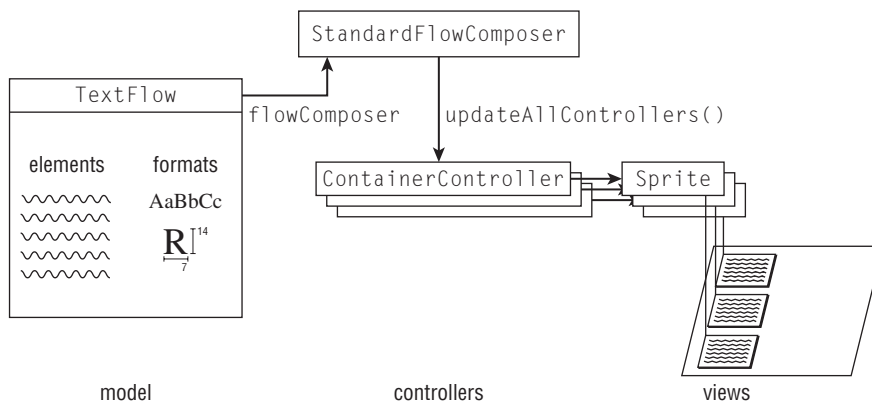 StandardFlowComposer
TextFlow
flowComposer
updateAllControllers()
elements
formats
AaBbCc
R
14
7
ContainerController
Sprite
model
controllers
views